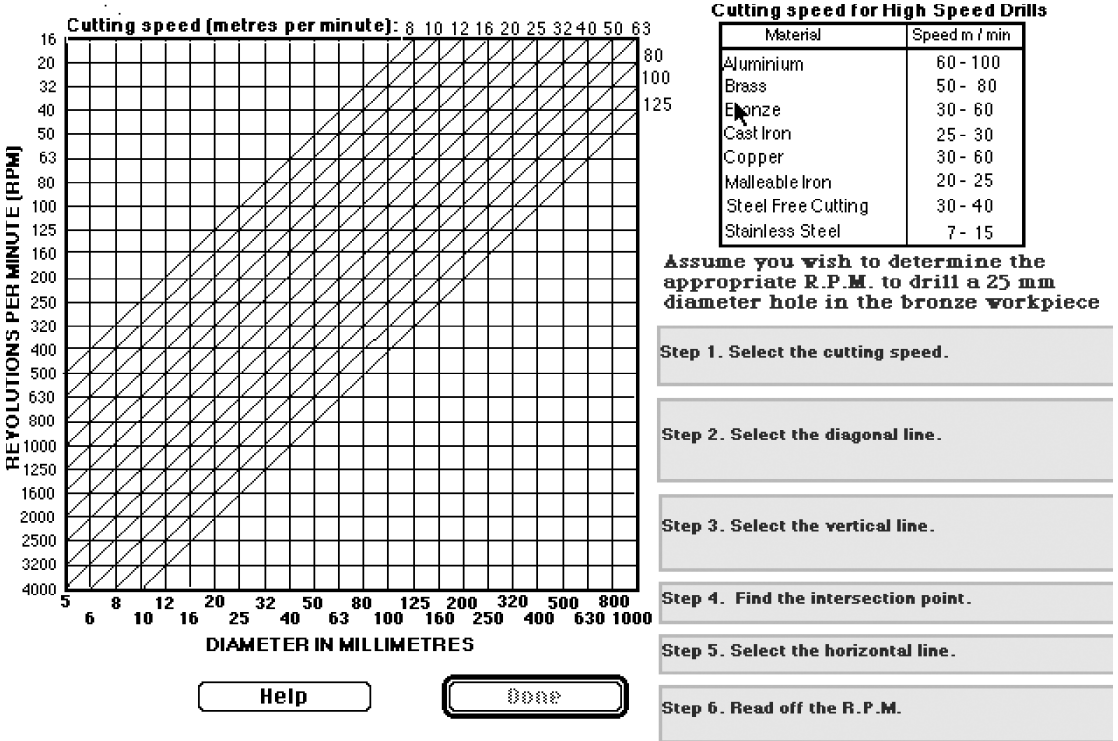 Cutting speed (metres per minute): 8 10 12 16 20 25 32 40 50 63
80
100
125
16
20
32
40
50
63
80
100
125
160
200
250
320
400
500
630
800
1000
1250
1600
2000
2500
3200
4000
REVOLUTIONS PER MINUTE (RPM)
5 8 12 20 32 50 80 125 200 320 500 800
6 10 16 25 40 63 100 160 250 400 630 1000
DIAMETER IN MILLIMETRES
Help
Done
Cutting speed for High Speed Drills
Material Speed m / min
Aluminium 60 - 100
Brass 50 - 80
Bronze 30 - 60
Cast Iron 25 - 30
Copper 30 - 60
Malleable Iron 20 - 25
Steel Free Cutting 30 - 40
Stainless Steel 7 - 15
Assume you wish to determine the
appropriate R.P.M. to drill a 25 mm
diameter hole in the bronze workpiece
Step 1. Select the cutting speed.
Step 2. Select the diagonal line.
Step 3. Select the vertical line.
Step 4. Find the intersection point.
Step 5. Select the horizontal line.
Step 6. Read off the R.P.M.